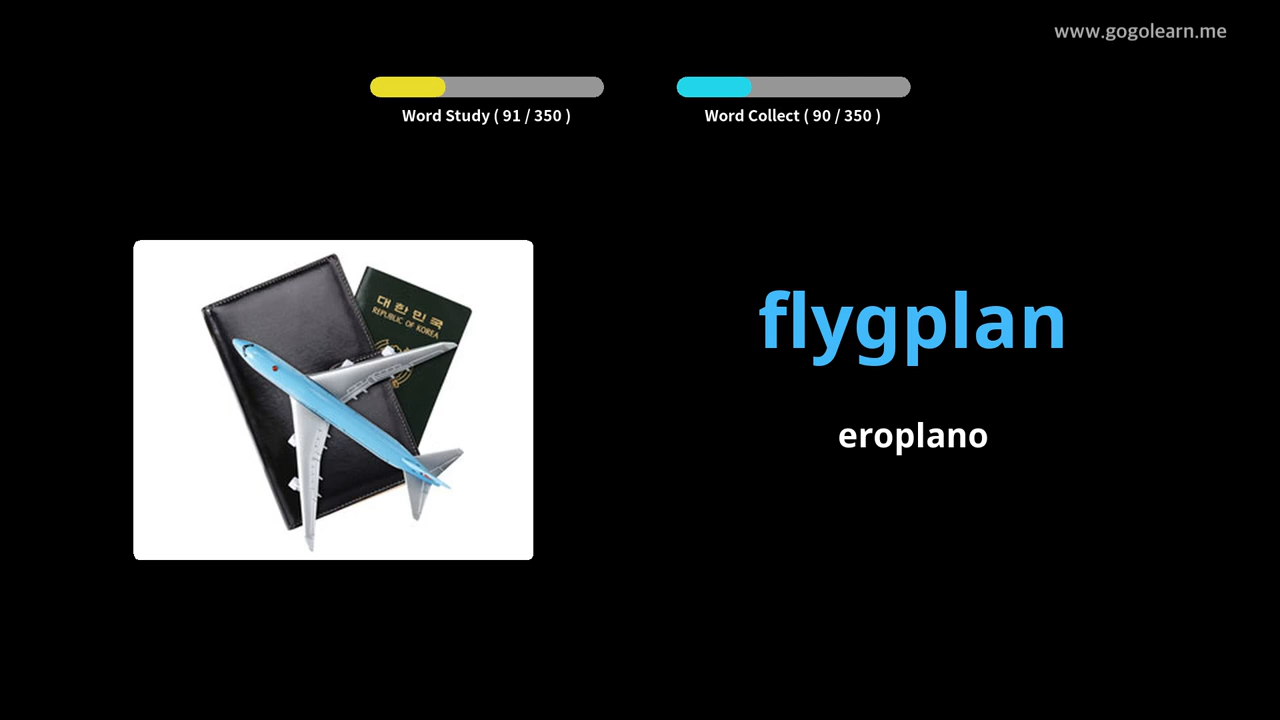 www.gogolearn.me
Word Study ( 91 / 350 )
Word Collect ( 90 / 350 )
대한민국
REPUBLIC OF KOREA
flygplan
eroplano